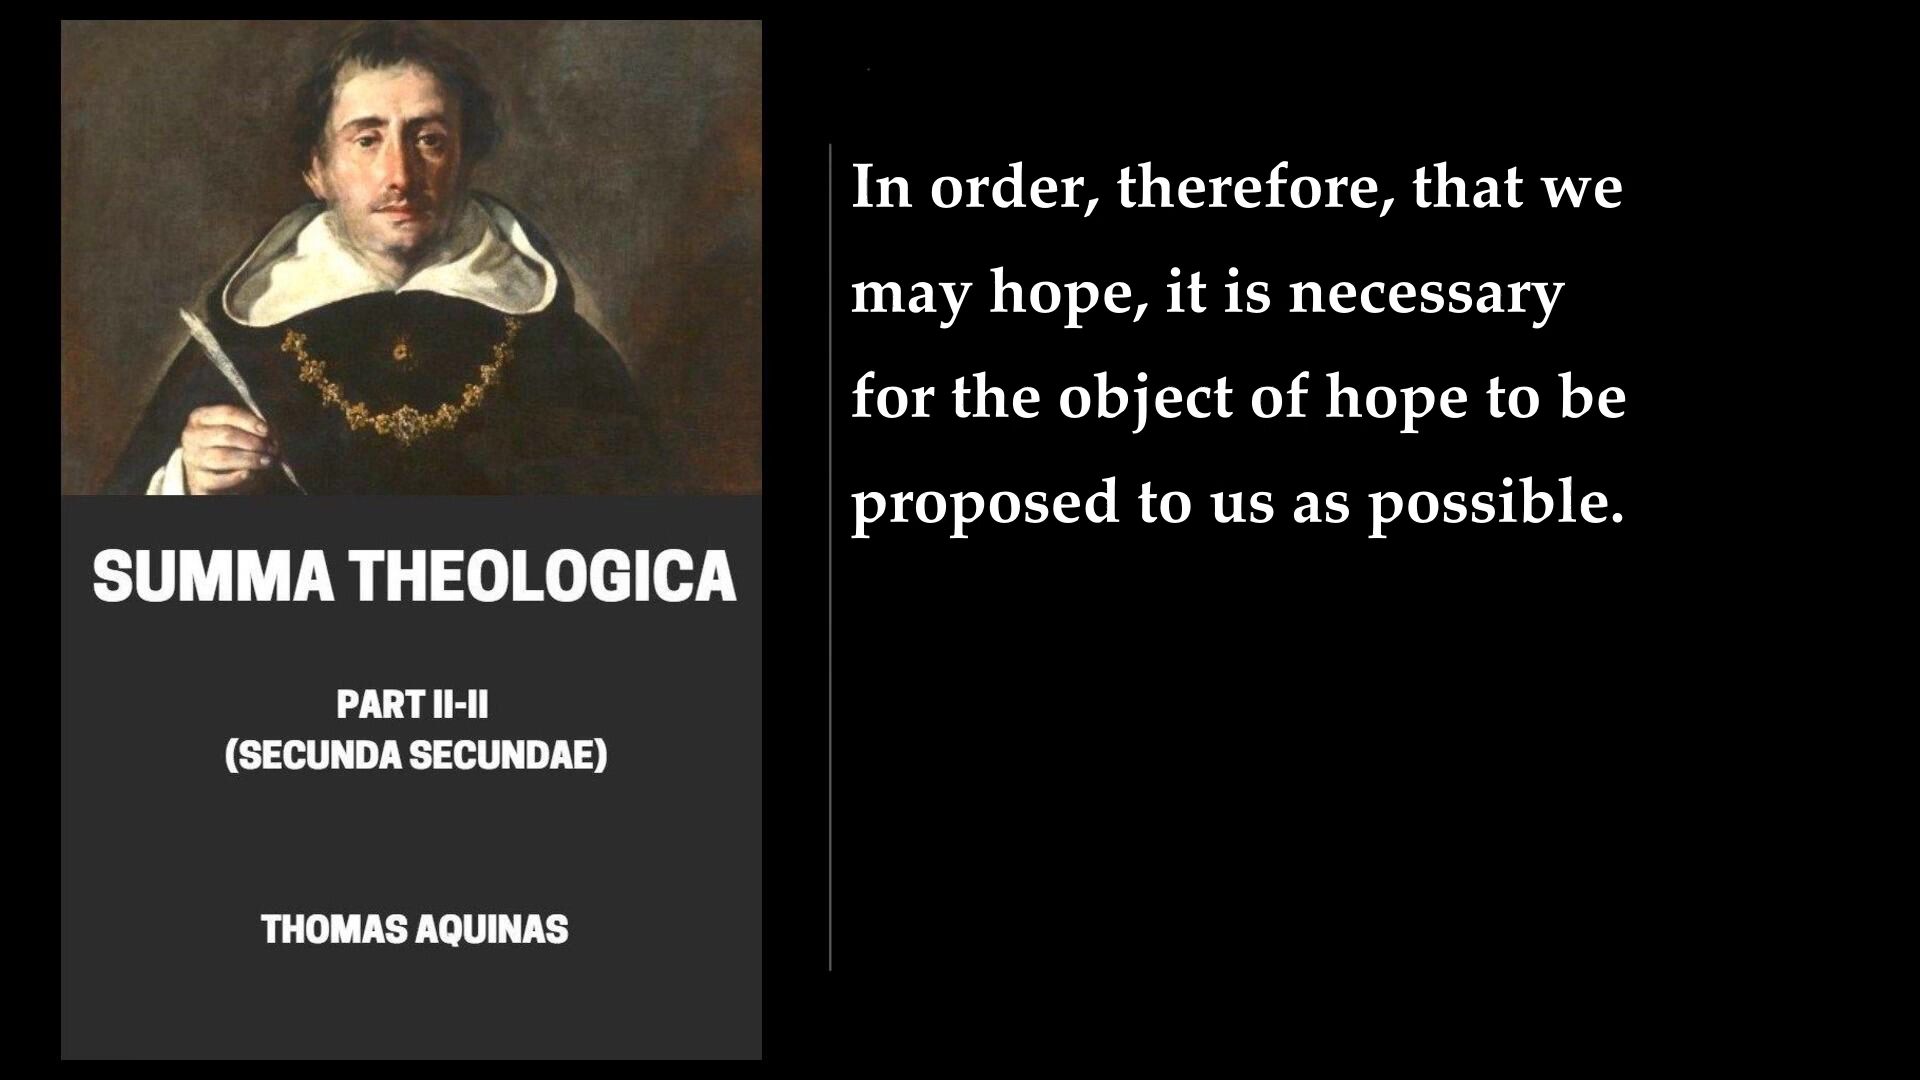 SUMMA THEOLOGICA
PART II-II
(SECUNDA SECUNDAE)
THOMAS AQUINAS
In order, therefore, that we
may hope, it is necessary
for the object of hope to be
proposed to us as possible.